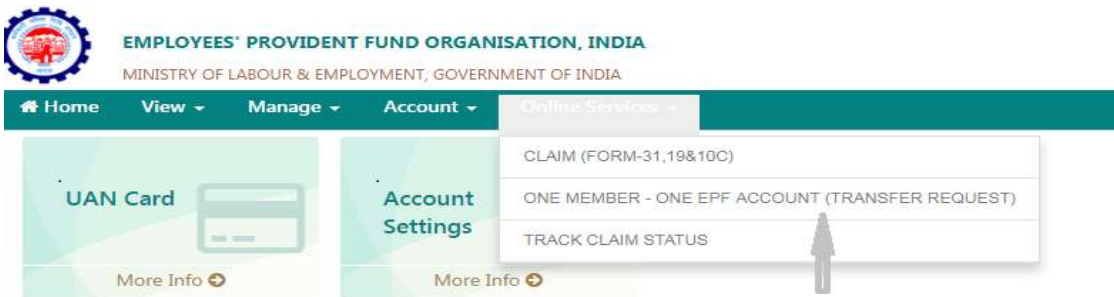 EMPLOYEES' PROVIDENT FUND ORGANISATION, INDIA
MINISTRY OF LABOUR & EMPLOYMENT, GOVERNMENT OF INDIA
Home View Manage Account Online Services
CLAIM (FORM-31,19&10C)
ONE MEMBER - ONE EPF ACCOUNT (TRANSFER REQUEST)
TRACK CLAIM STATUS
UAN Card
More Info
Account
Settings
More Info